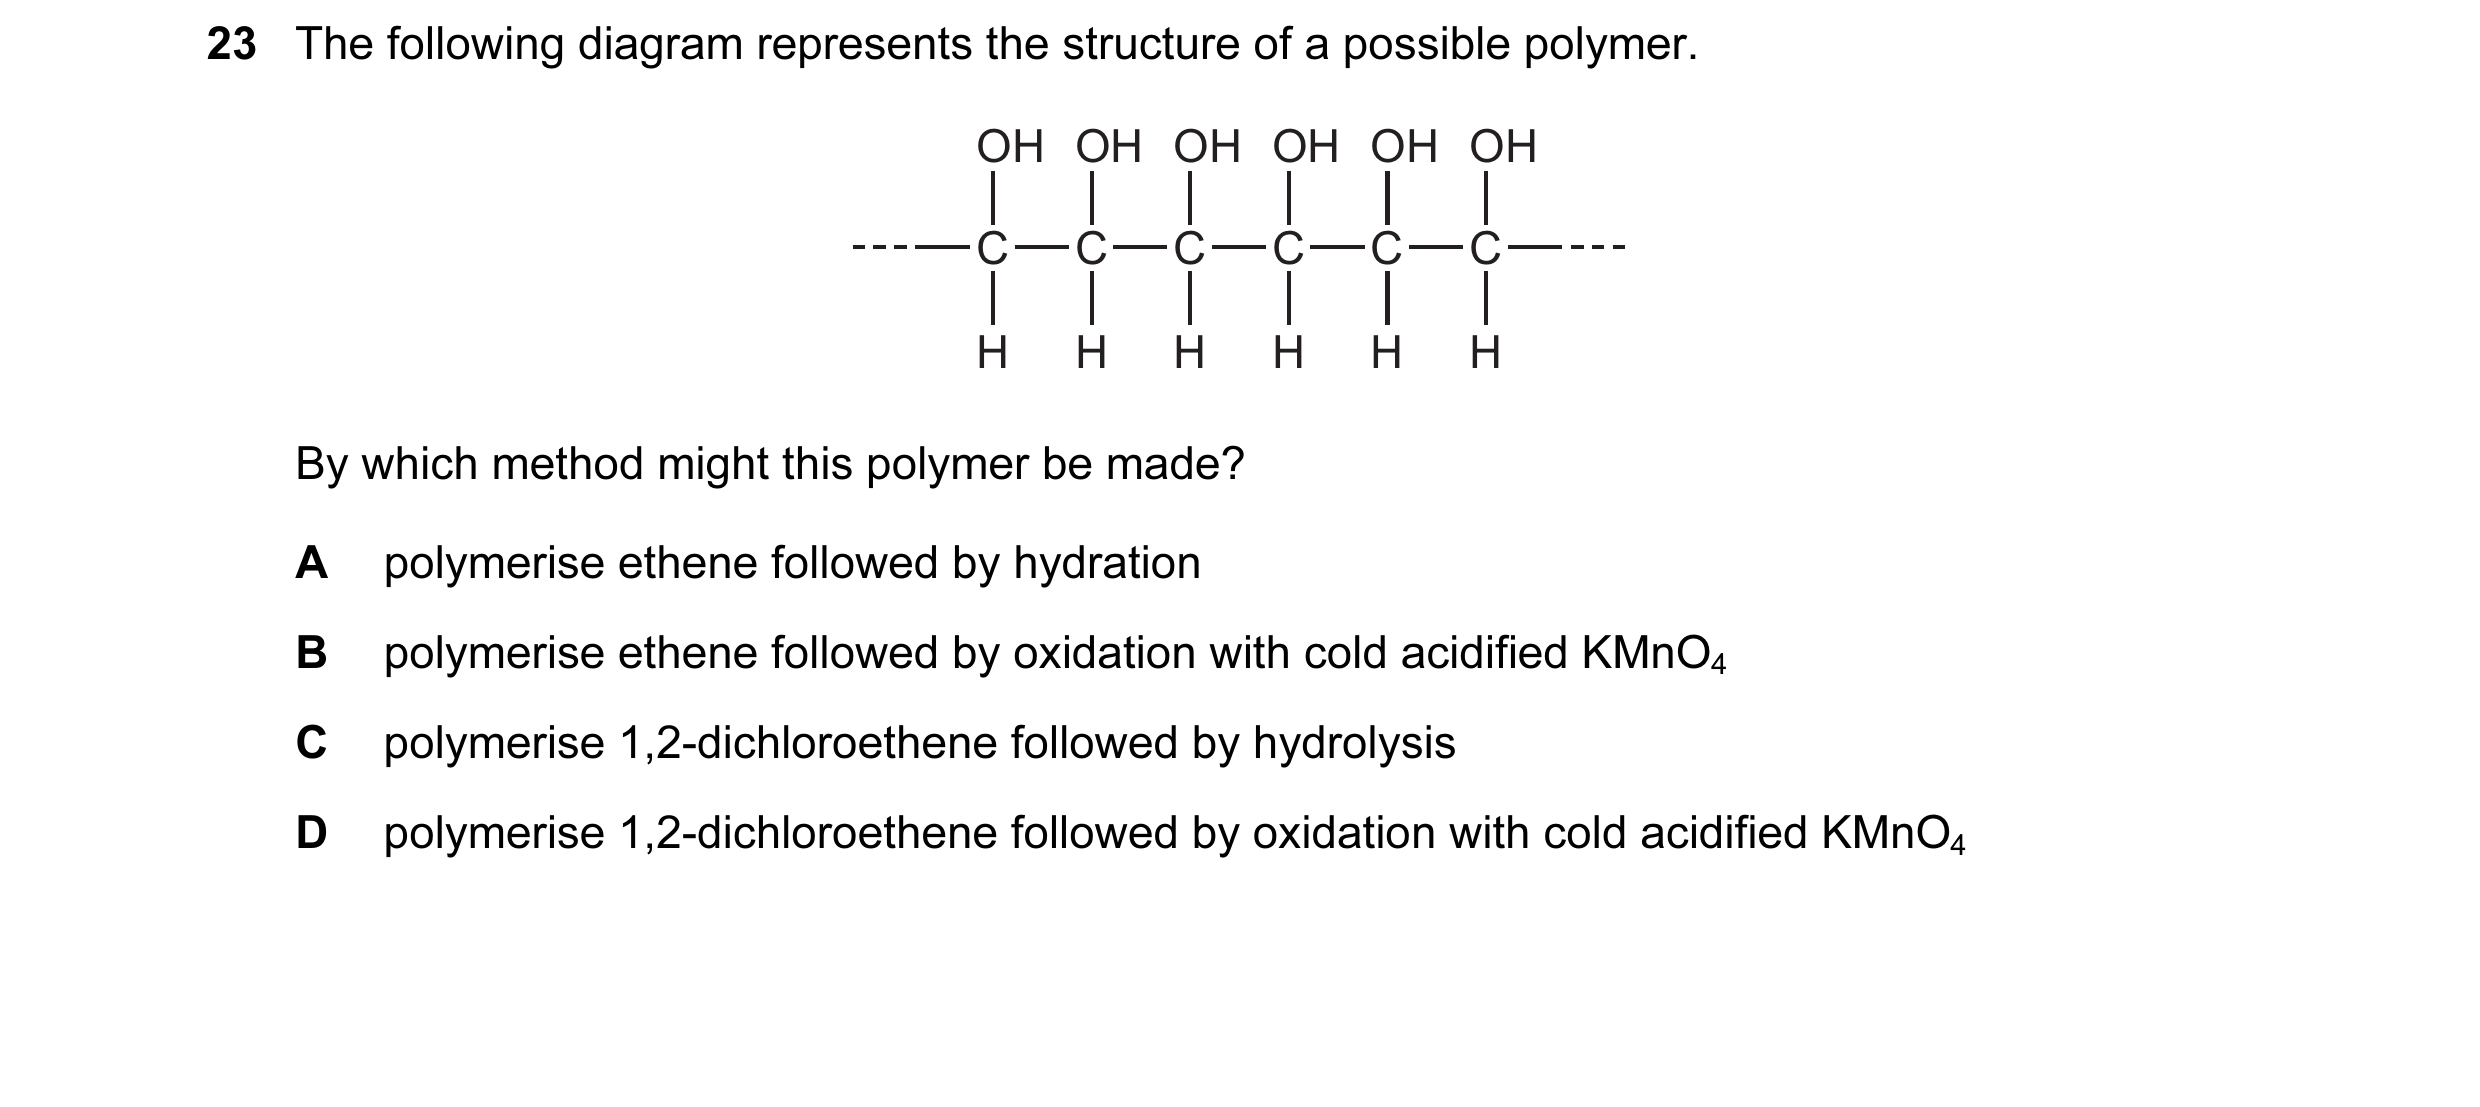 23 The following diagram represents the structure of a possible polymer.
OH OH OH OH OH OH
C C C C C C
H H H H H H
By which method might this polymer be made?
A polymerise ethene followed by hydration
B polymerise ethene followed by oxidation with cold acidified KMnO₄
C polymerise 1,2-dichloroethene followed by hydrolysis
D polymerise 1,2-dichloroethene followed by oxidation with cold acidified KMnO₄